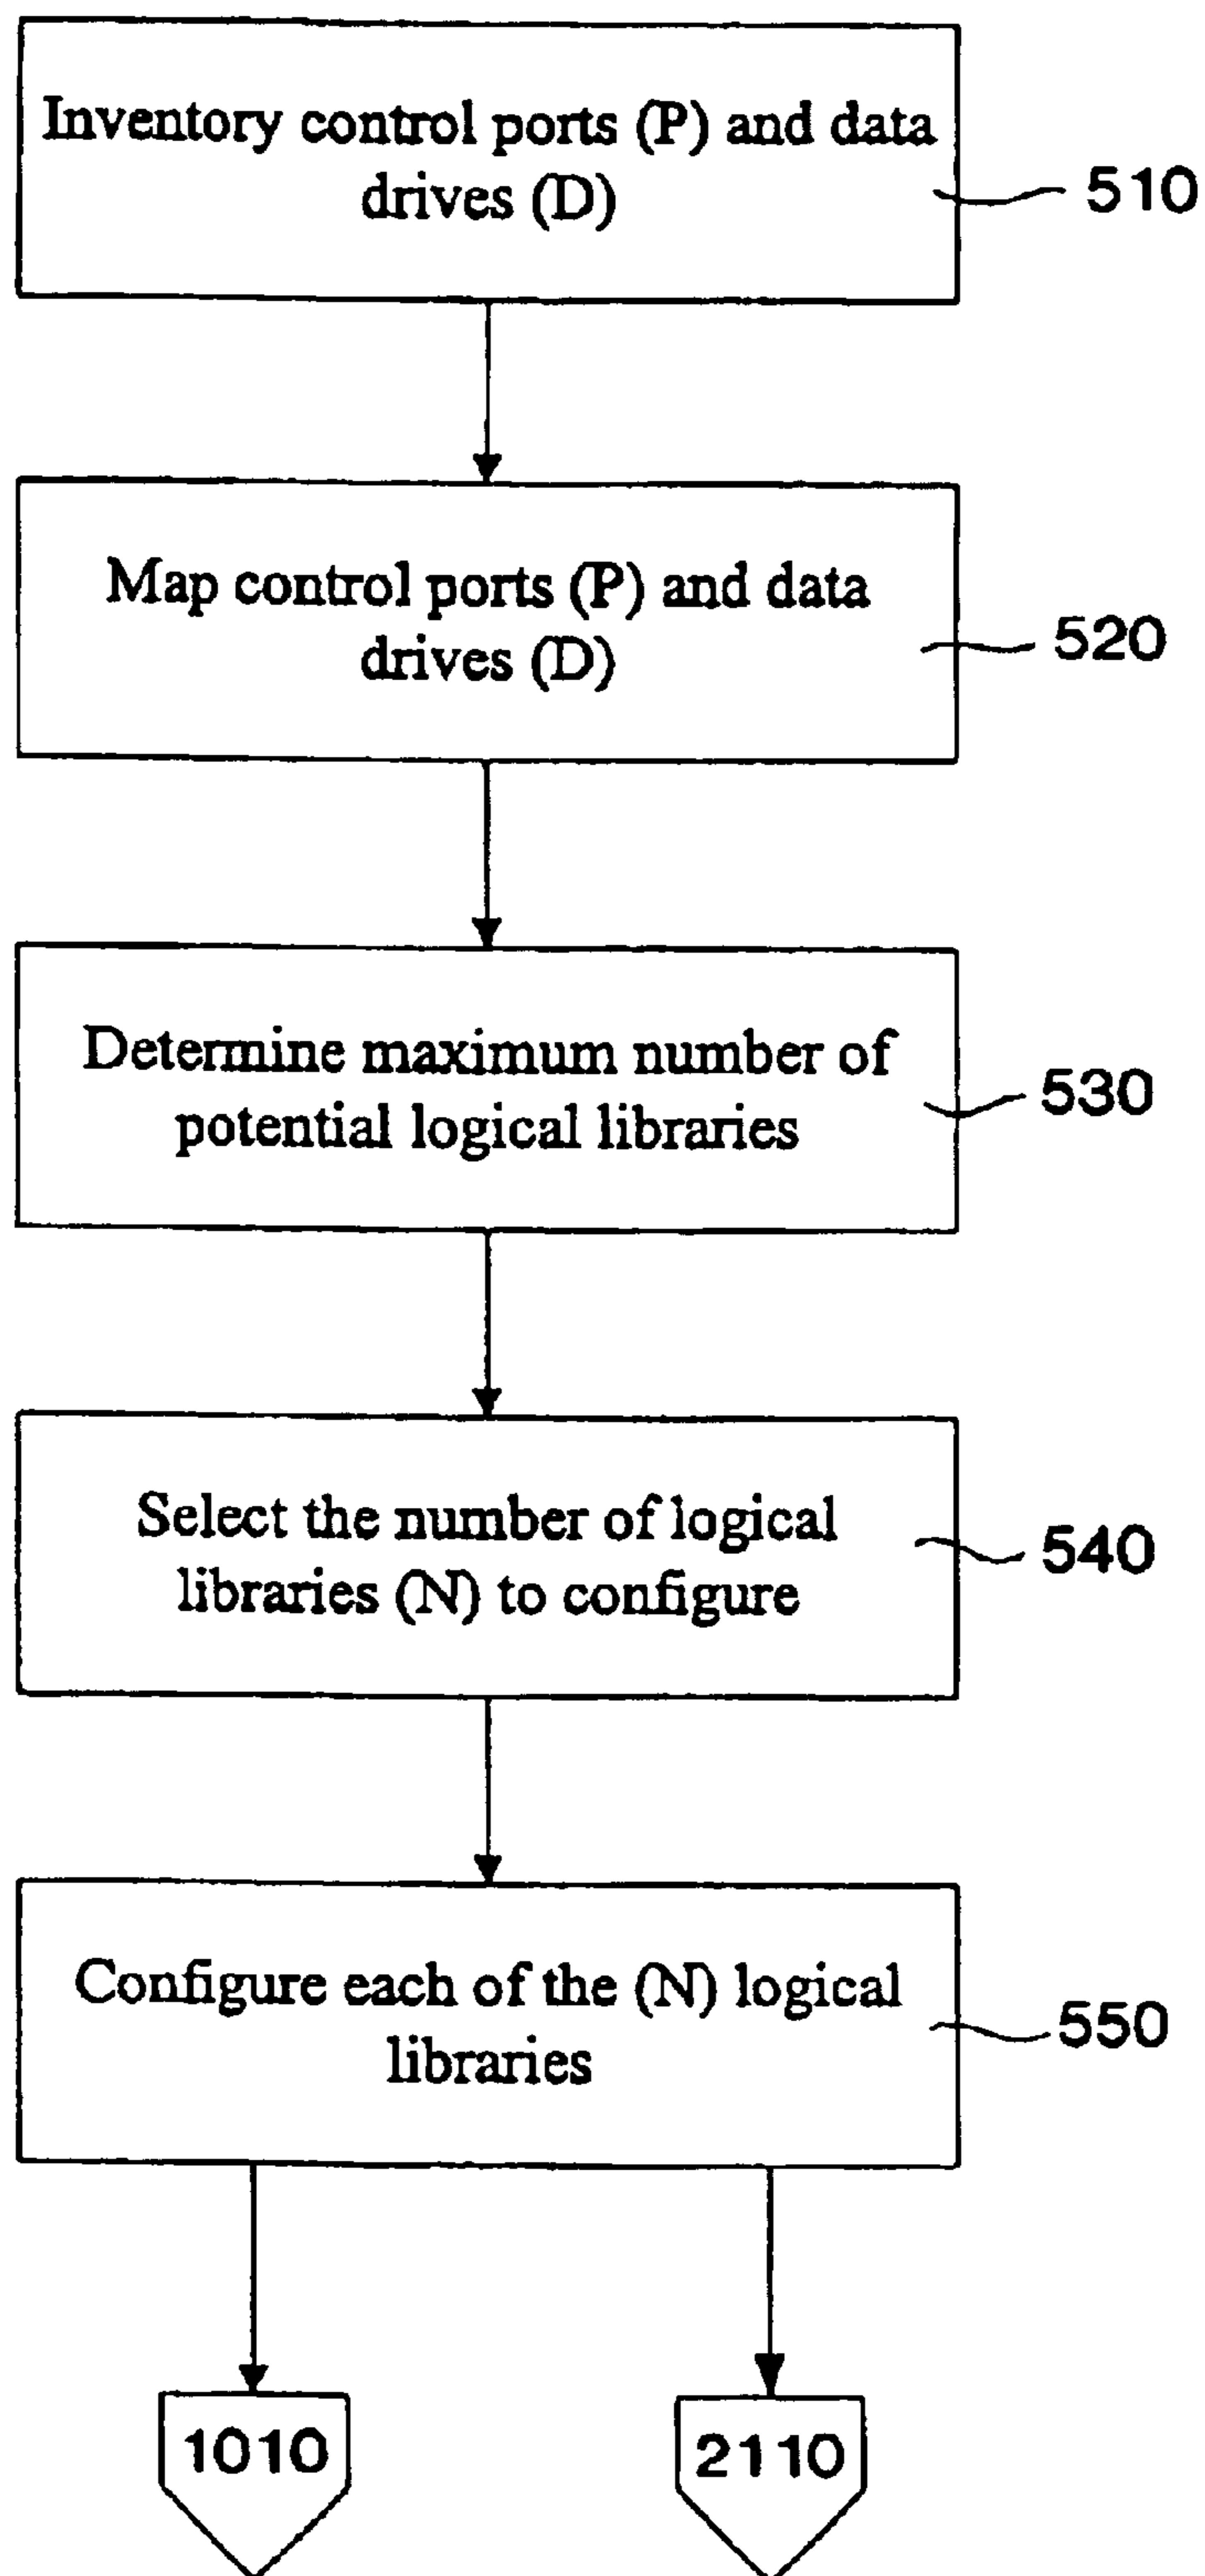 Inventory control ports (P) and data
drives (D)
510
Map control ports (P) and data
drives (D)
520
Determine maximum number of
potential logical libraries
530
Select the number of logical
libraries (N) to configure
540
Configure each of the (N) logical
libraries
550
1010
2110